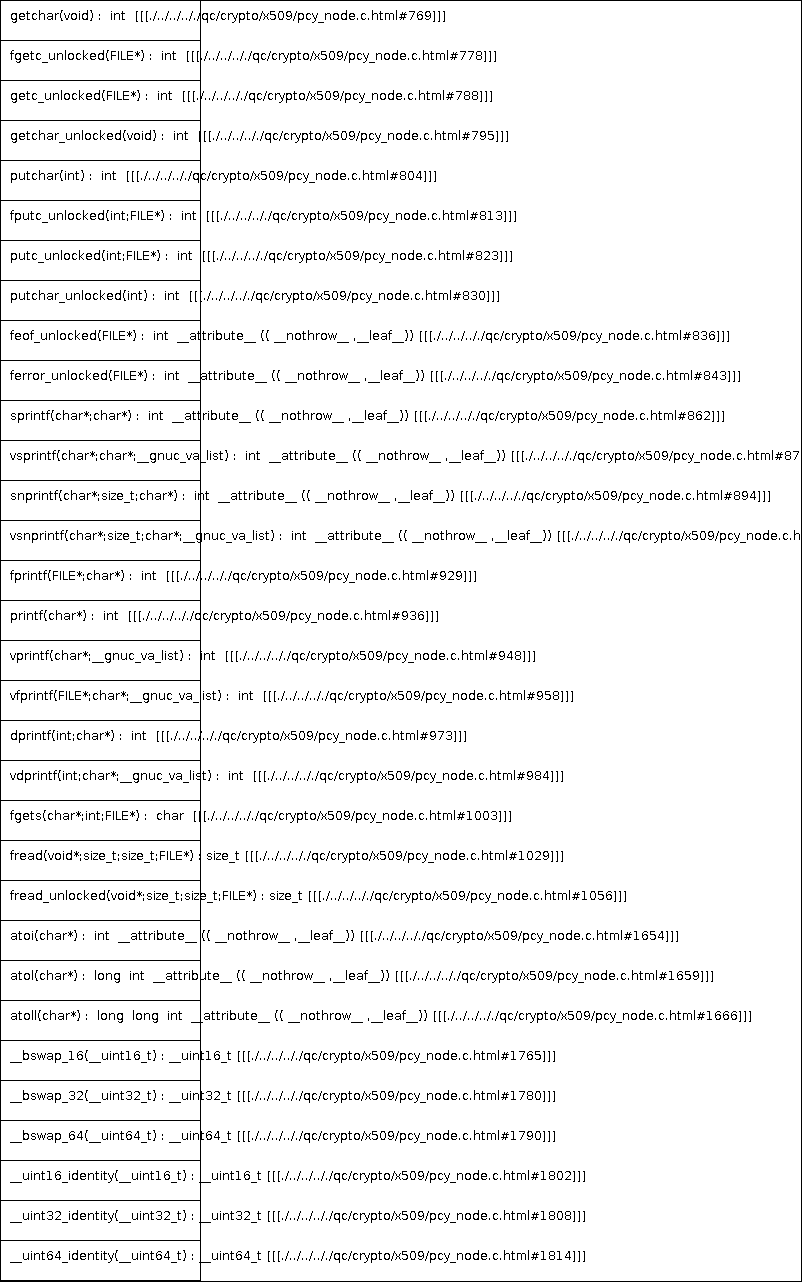 getchar(void) : int [[[./../../././qc/crypto/x509/pcy_node.c.html#769]]]
fgetc_unlocked(FILE*) : int [[[./../../././qc/crypto/x509/pcy_node.c.html#778]]]
getc_unlocked(FILE*) : int [[[./../../././qc/crypto/x509/pcy_node.c.html#788]]]
getchar_unlocked(void) : int [[[./../../././qc/crypto/x509/pcy_node.c.html#795]]]
putchar(int) : int [[[./../../././qc/crypto/x509/pcy_node.c.html#804]]]
fputc_unlocked(int;FILE*) : int [[[./../../././qc/crypto/x509/pcy_node.c.html#813]]]
putc_unlocked(int;FILE*) : int [[[./../../././qc/crypto/x509/pcy_node.c.html#823]]]
putchar_unlocked(int) : int [[[./../../././qc/crypto/x509/pcy_node.c.html#830]]]
feof_unlocked(FILE*) : int __attribute__ (( __nothrow__ ,__leaf__)) [[[./../../././qc/crypto/x509/pcy_node.c.html#836]]]
ferror_unlocked(FILE*) : int __attribute__ (( __nothrow__ ,__leaf__)) [[[./../../././qc/crypto/x509/pcy_node.c.html#843]]]
sprintf(char*;char*) : int __attribute__ (( __nothrow__ ,__leaf__)) [[[./../../././qc/crypto/x509/pcy_node.c.html#862]]]
vsprintf(char*;char*;__gnuc_va_list) : int __attribute__ (( __nothrow__ ,__leaf__)) [[[./../../././qc/crypto/x509/pcy_node.c.html#87
snprintf(char*;size_t;char*) : int __attribute__ (( __nothrow__ ,__leaf__)) [[[./../../././qc/crypto/x509/pcy_node.c.html#894]]]
vsnprintf(char*;size_t;char*;__gnuc_va_list) : int __attribute__ (( __nothrow__ ,__leaf__)) [[[./../../././qc/crypto/x509/pcy_node.c.h
fprintf(FILE*;char*) : int [[[./../../././qc/crypto/x509/pcy_node.c.html#929]]]
printf(char*) : int [[[./../../././qc/crypto/x509/pcy_node.c.html#936]]]
vprintf(char*;__gnuc_va_list) : int [[[./../../././qc/crypto/x509/pcy_node.c.html#948]]]
vfprintf(FILE*;char*;__gnuc_va_list) : int [[[./../../././qc/crypto/x509/pcy_node.c.html#958]]]
dprintf(int;char*) : int [[[./../../././qc/crypto/x509/pcy_node.c.html#973]]]
vdprintf(int;char*;__gnuc_va_list) : int [[[./../../././qc/crypto/x509/pcy_node.c.html#984]]]
fgets(char*;int;FILE*) : char [[[./../../././qc/crypto/x509/pcy_node.c.html#1003]]]
fread(void*;size_t;size_t;FILE*) : size_t [[[./../../././qc/crypto/x509/pcy_node.c.html#1029]]]
fread_unlocked(void*;size_t;size_t;FILE*) : size_t [[[./../../././qc/crypto/x509/pcy_node.c.html#1056]]]
atoi(char*) : int __attribute__ (( __nothrow__ ,__leaf__)) [[[./../../././qc/crypto/x509/pcy_node.c.html#1654]]]
atol(char*) : long int __attribute__ (( __nothrow__ ,__leaf__)) [[[./../../././qc/crypto/x509/pcy_node.c.html#1659]]]
atoll(char*) : long long int __attribute__ (( __nothrow__ ,__leaf__)) [[[./../../././qc/crypto/x509/pcy_node.c.html#1666]]]
__bswap_16(__uint16_t) : __uint16_t [[[./../../././qc/crypto/x509/pcy_node.c.html#1765]]]
__bswap_32(__uint32_t) : __uint32_t [[[./../../././qc/crypto/x509/pcy_node.c.html#1780]]]
__bswap_64(__uint64_t) : __uint64_t [[[./../../././qc/crypto/x509/pcy_node.c.html#1790]]]
__uint16_identity(__uint16_t) : __uint16_t [[[./../../././qc/crypto/x509/pcy_node.c.html#1802]]]
__uint32_identity(__uint32_t) : __uint32_t [[[./../../././qc/crypto/x509/pcy_node.c.html#1808]]]
__uint64_identity(__uint64_t) : __uint64_t [[[./../../././qc/crypto/x509/pcy_node.c.html#1814]]]